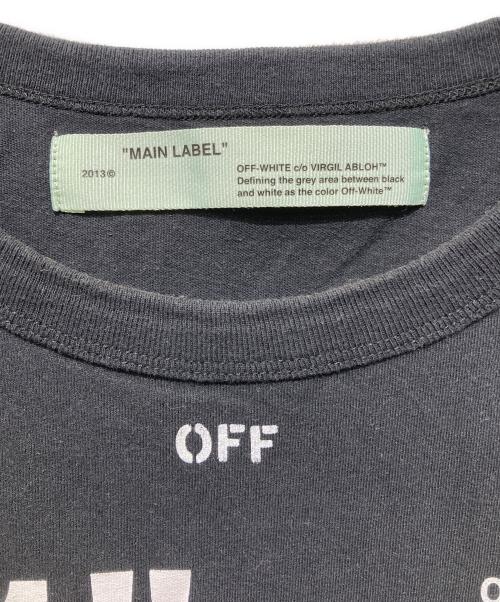 "MAIN LABEL"
2013©
OFF-WHITE c/o VIRGIL ABLOH™
Defining the grey area between black
and white as the color Off-White™
OFF